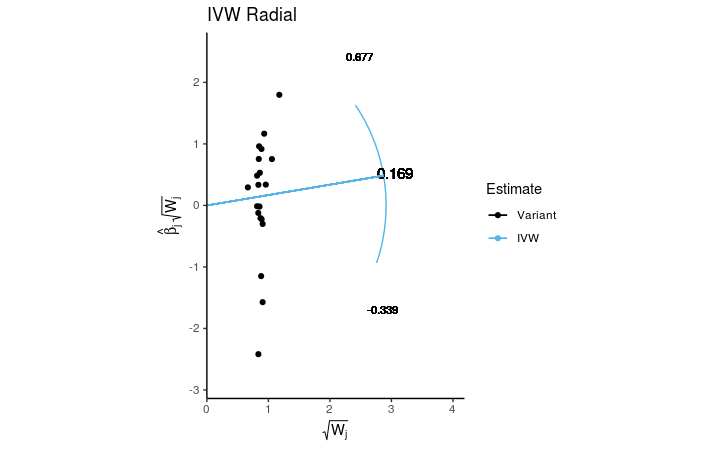 IVW Radial
0.677
2
1
0.169
0
-1
-0.339
-2
-3
0 1 2 3 4
√Wj
β̂j√Wj
Estimate
Variant
IVW